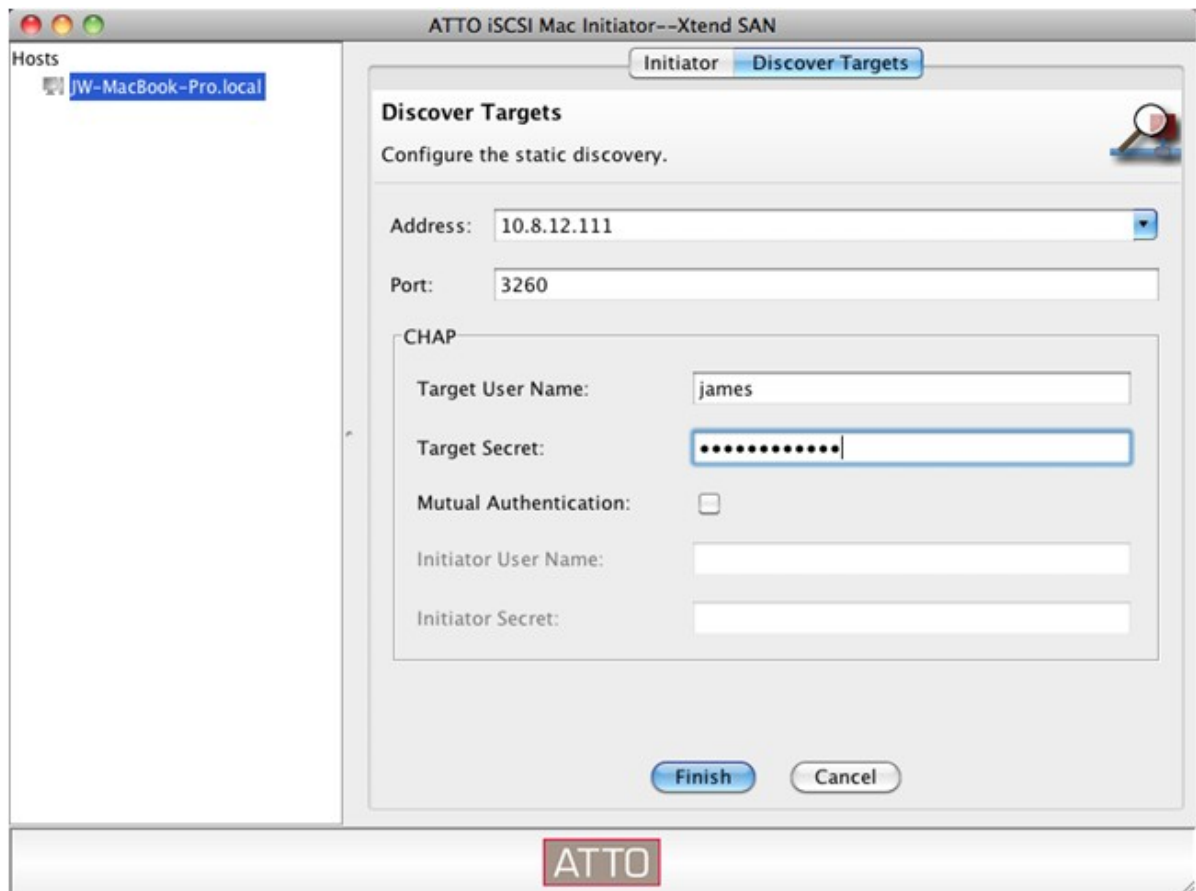 ATTO iSCSI Mac Initiator--Xtend SAN
Hosts
JW-MacBook-Pro.local
Initiator Discover Targets
Discover Targets
Configure the static discovery.
Address: 10.8.12.111
Port: 3260
CHAP
Target User Name: james
Target Secret: ••••••••••••
Mutual Authentication:
Initiator User Name:
Initiator Secret:
Finish Cancel
ATTO